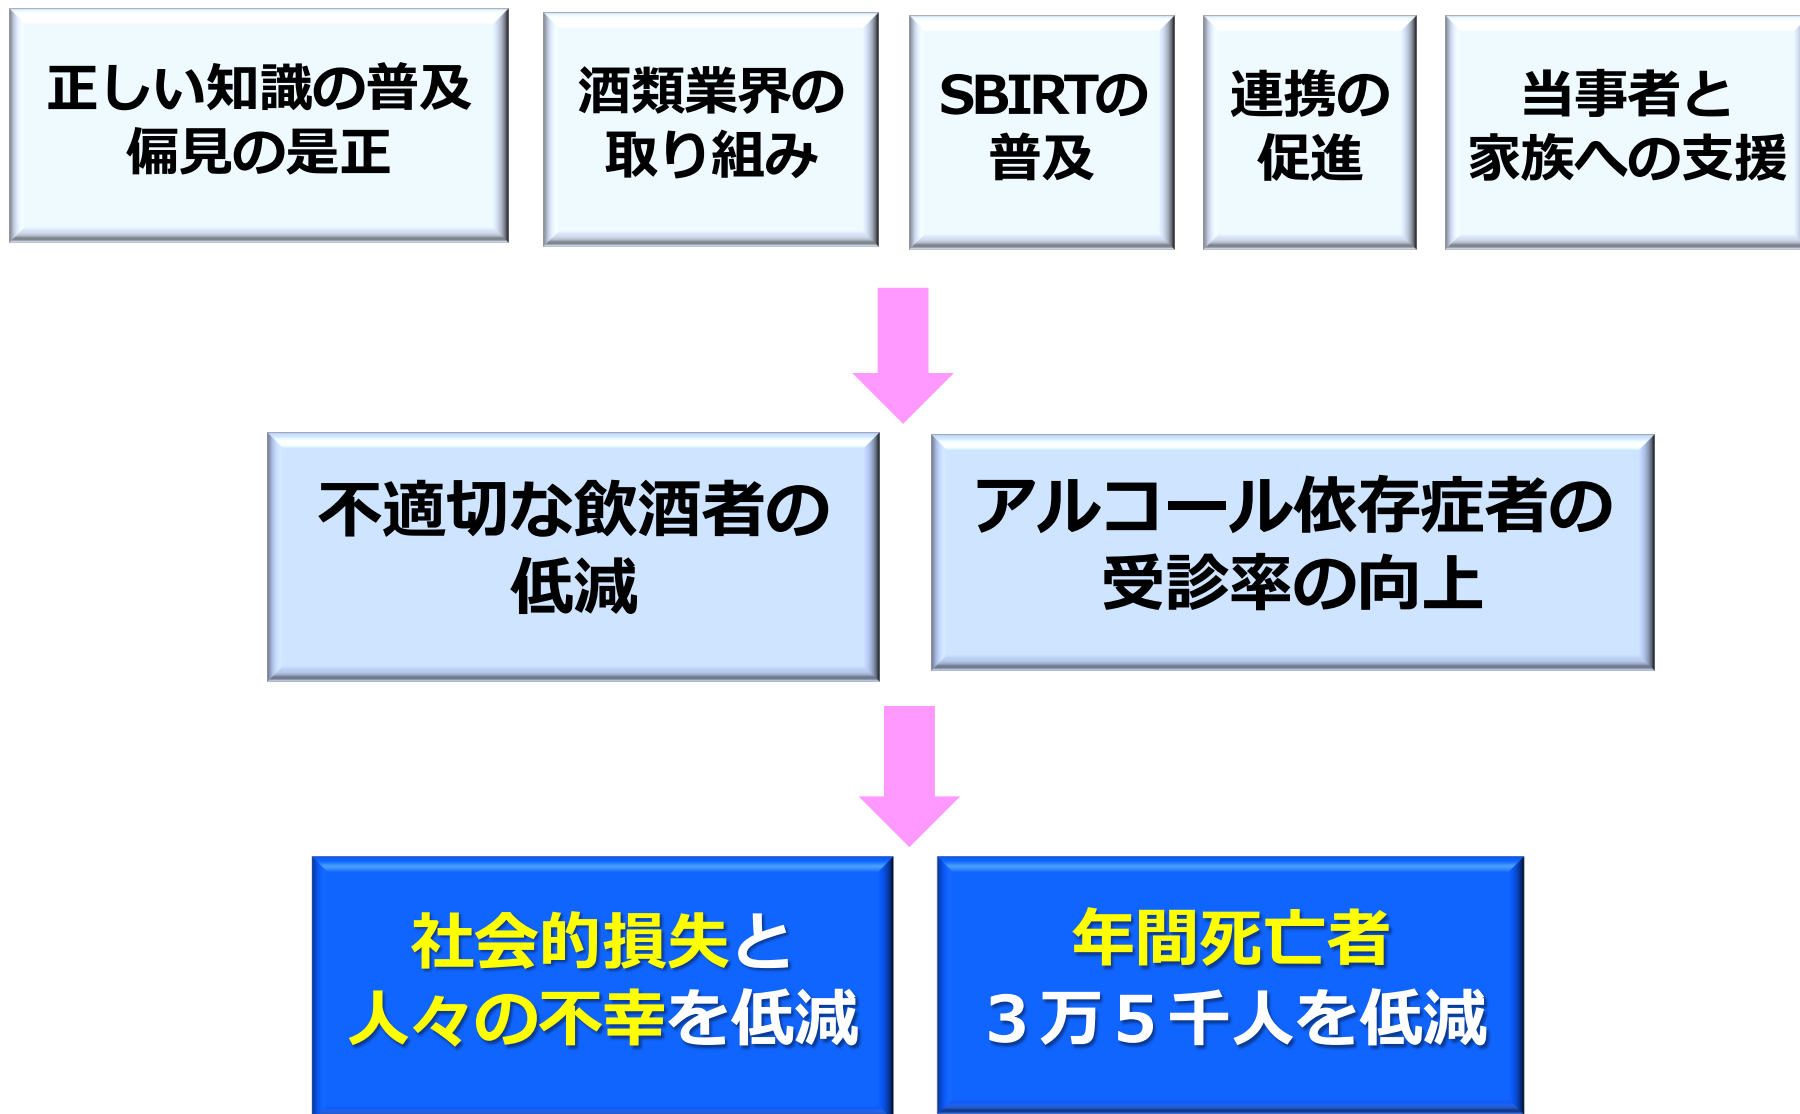 正しい知識の普及
偏見の是正
酒類業界の
取り組み
SBIRTの
普及
連携の
促進
当事者と
家族への支援
不適切な飲酒者の
低減
アルコール依存症者の
受診率の向上
社会的損失と
人々の不幸を低減
年間死亡者
３万５千人を低減